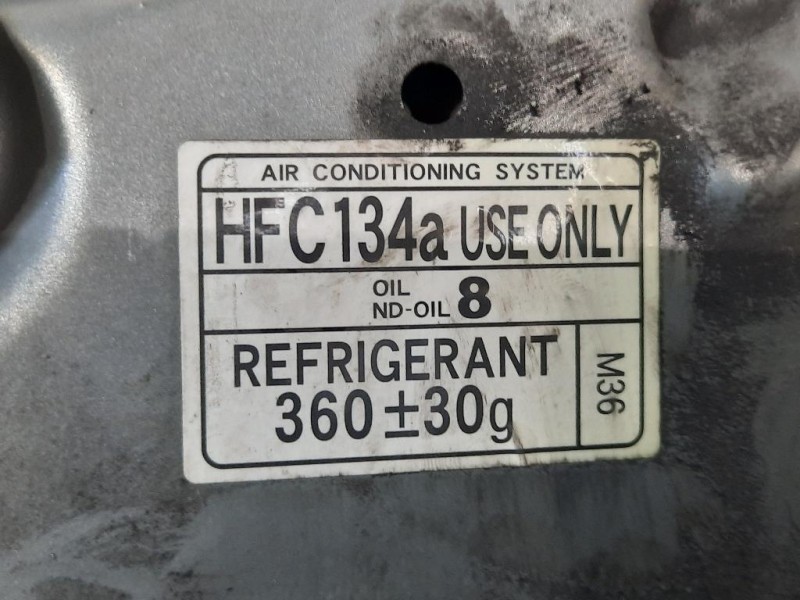 AIR CONDITIONING SYSTEM
HFC134a USE ONLY
OIL
ND-OIL 8
REFRIGERANT
360±30g
M36